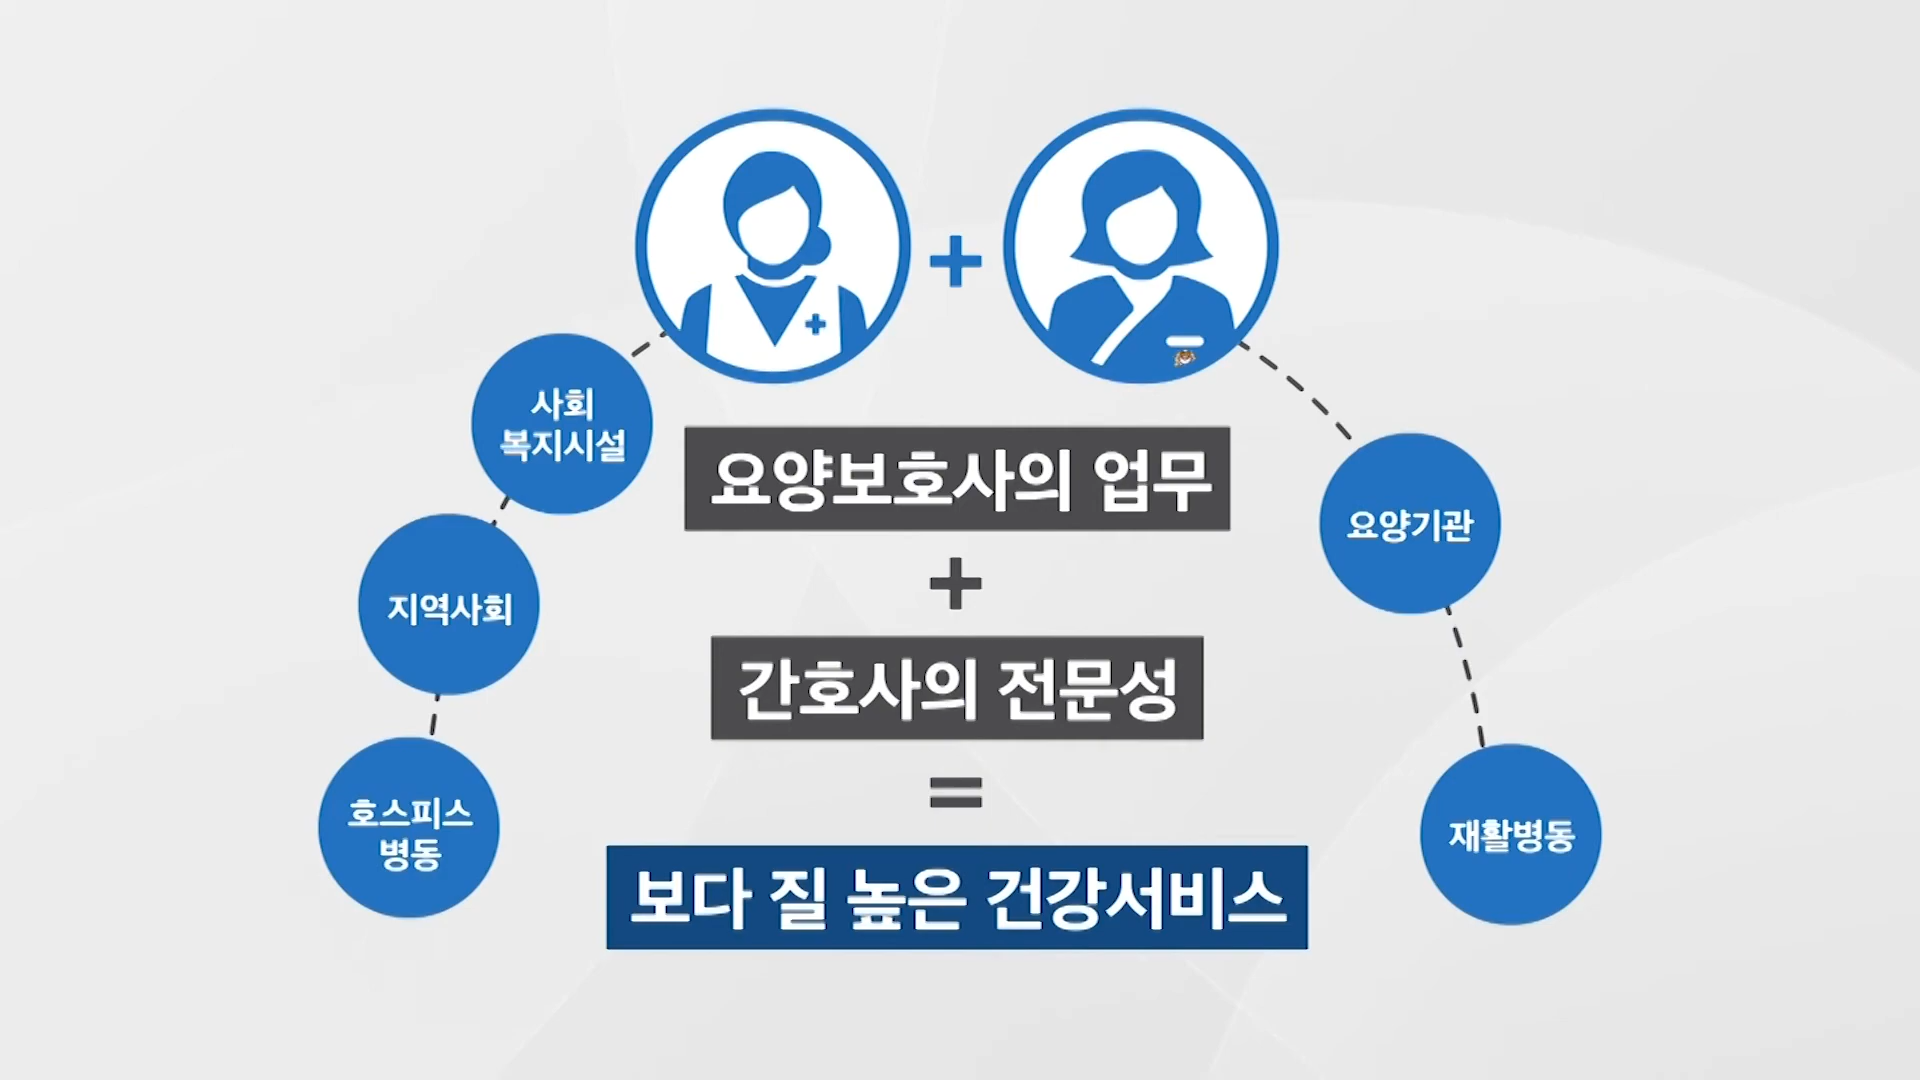 사회
복지시설
지역사회
호스피스
병동
요양보호사의 업무
+
간호사의 전문성
=
보다 질 높은 건강서비스
요양기관
재활병동